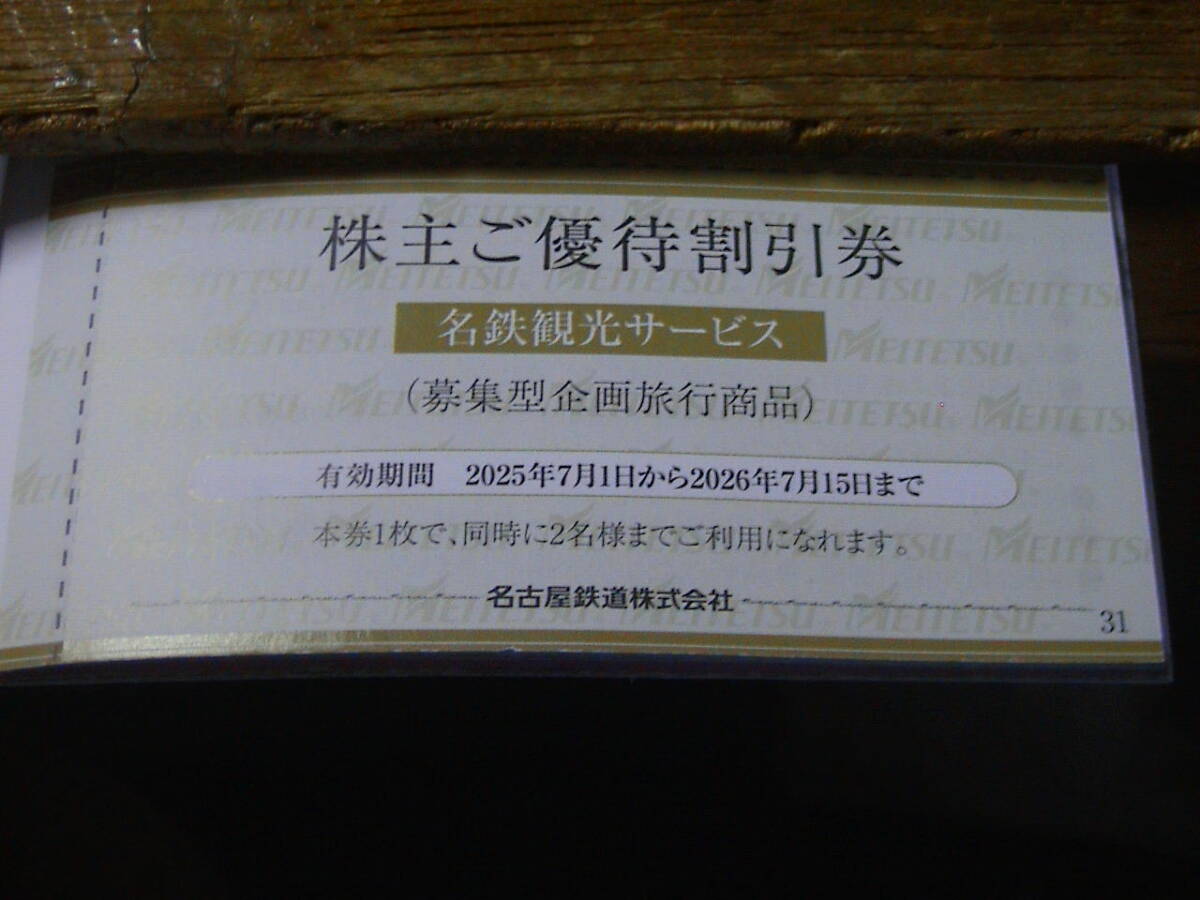 株主ご優待割引券
名鉄観光サービス
(募集型企画旅行商品)
有効期間 2025年7月1日から2026年7月15日まで
本券1枚で、同時に2名様までご利用になれます。
名古屋鉄道株式会社
31
MEITETSU